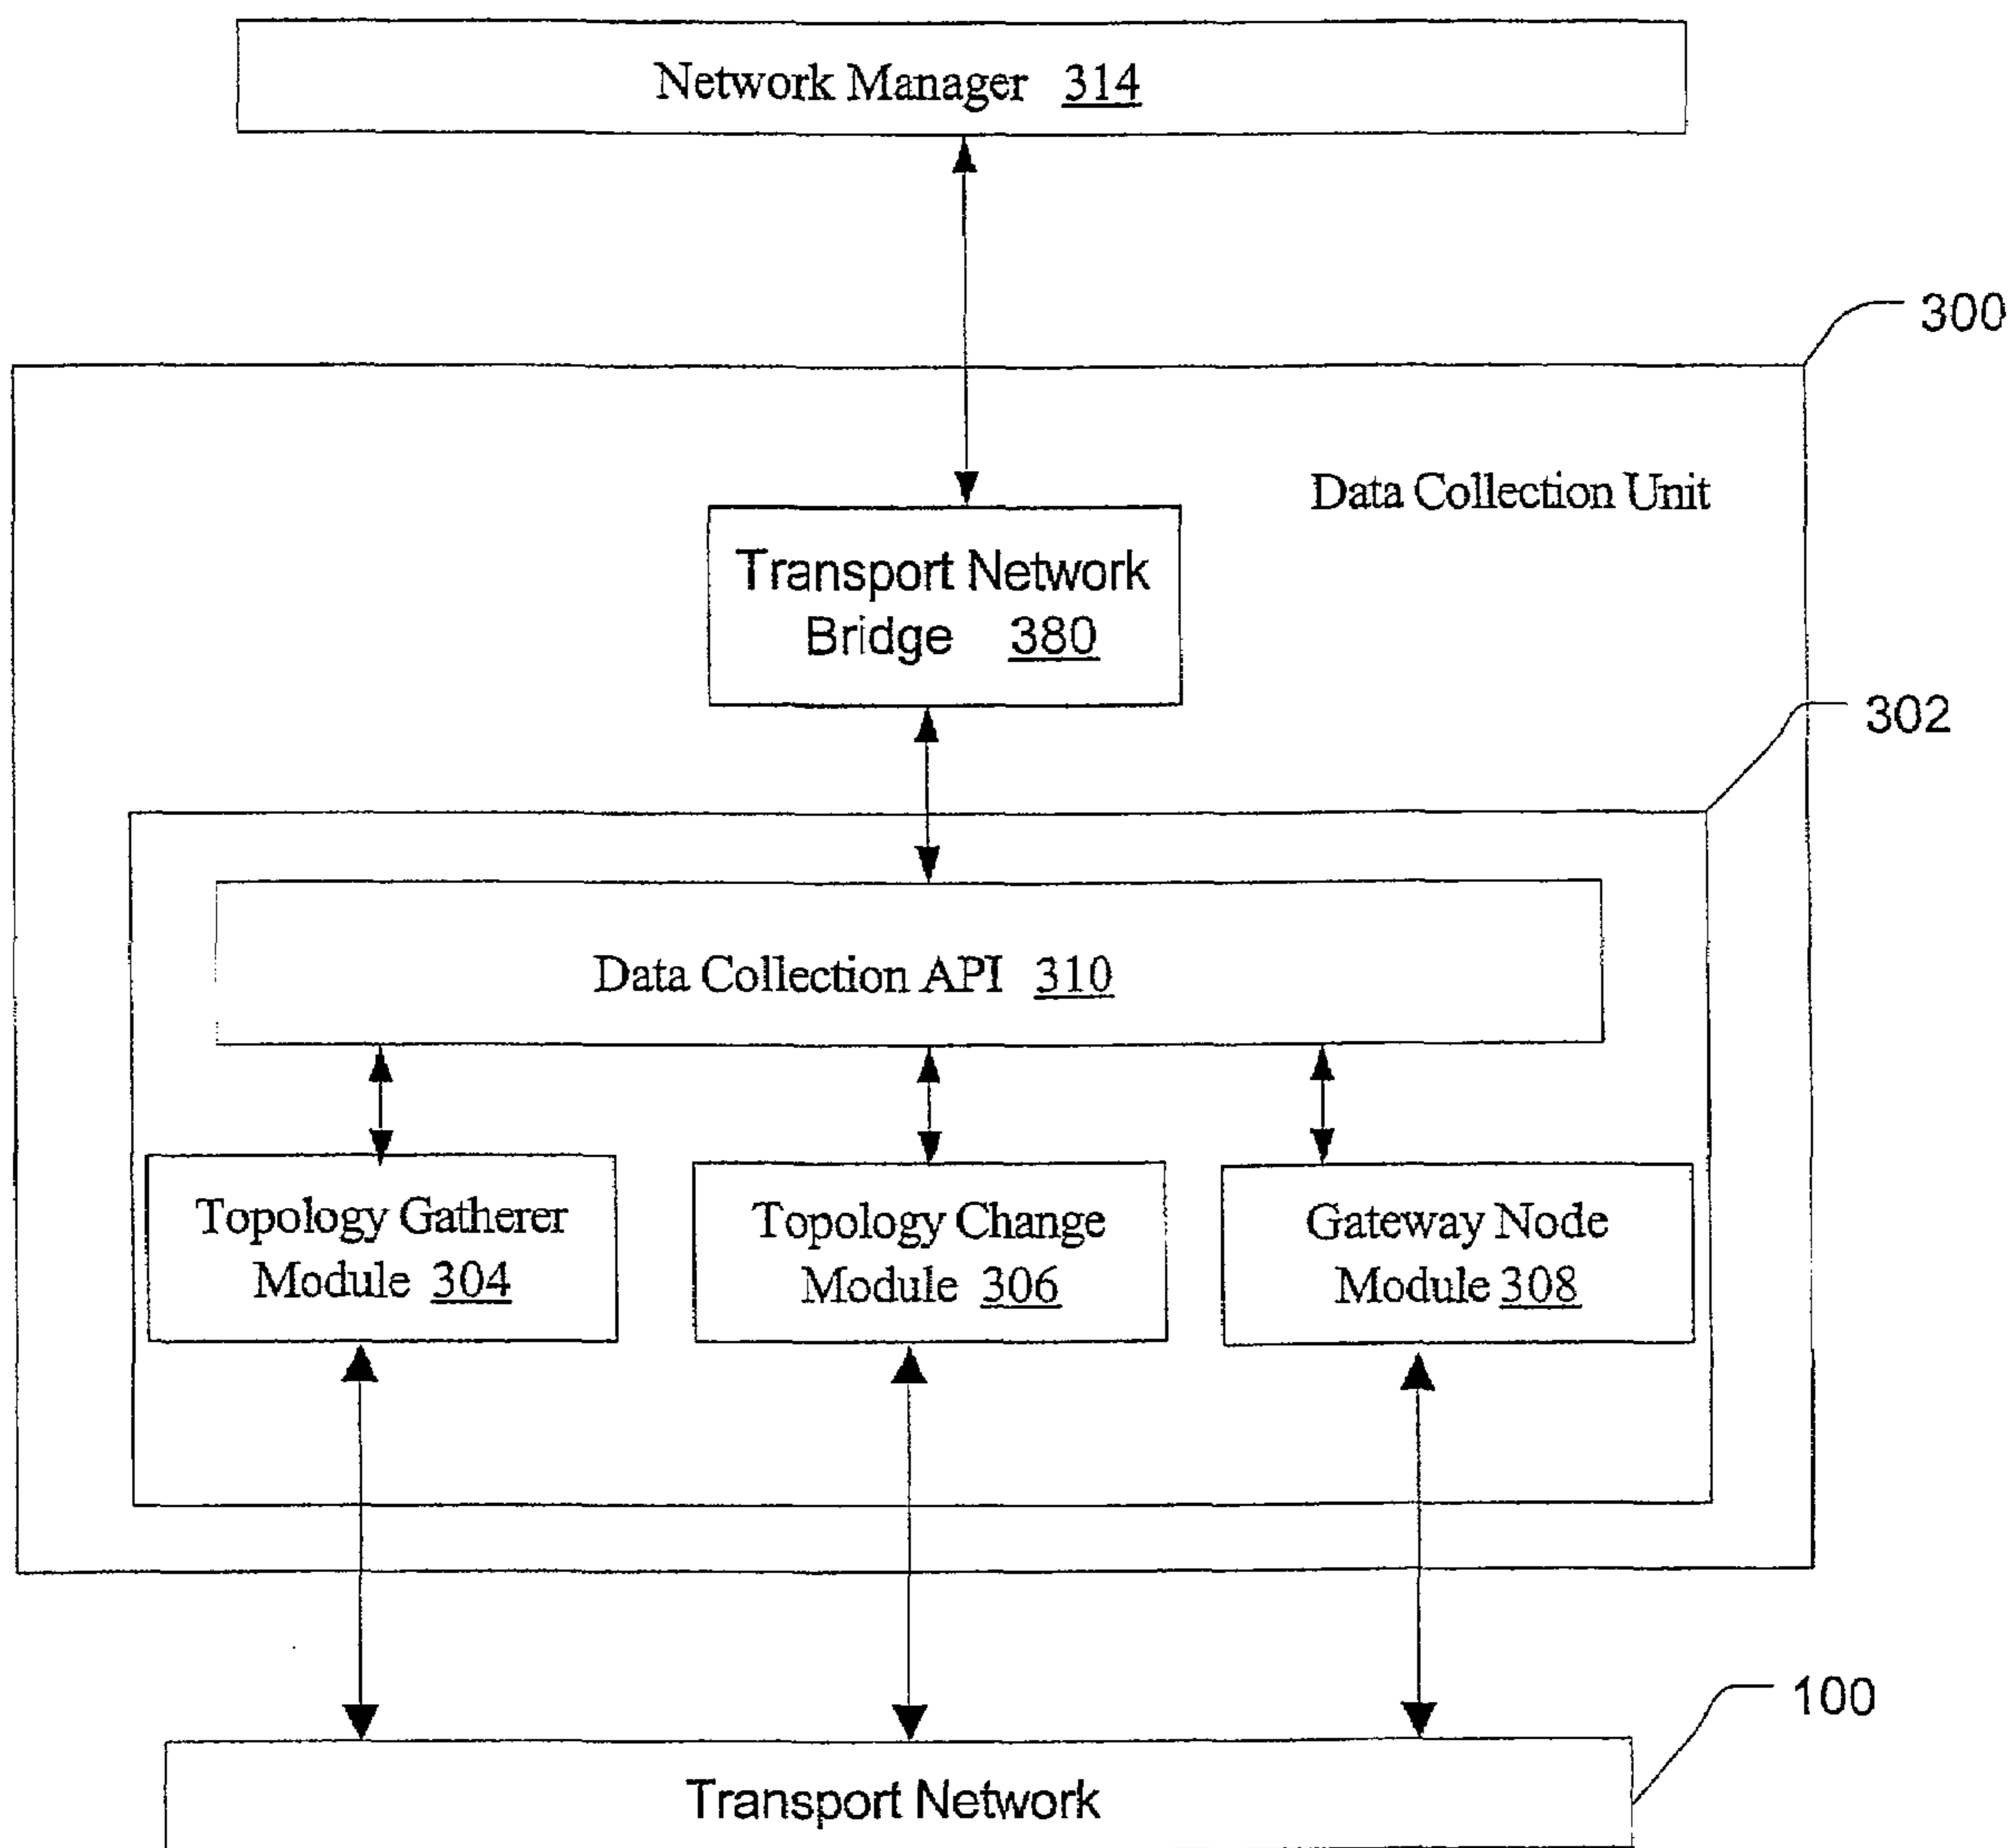 Network Manager 314
300
Data Collection Unit
Transport Network
Bridge 380
302
Data Collection API 310
Topology Gatherer
Module 304
Topology Change
Module 306
Gateway Node
Module 308
100
Transport Network